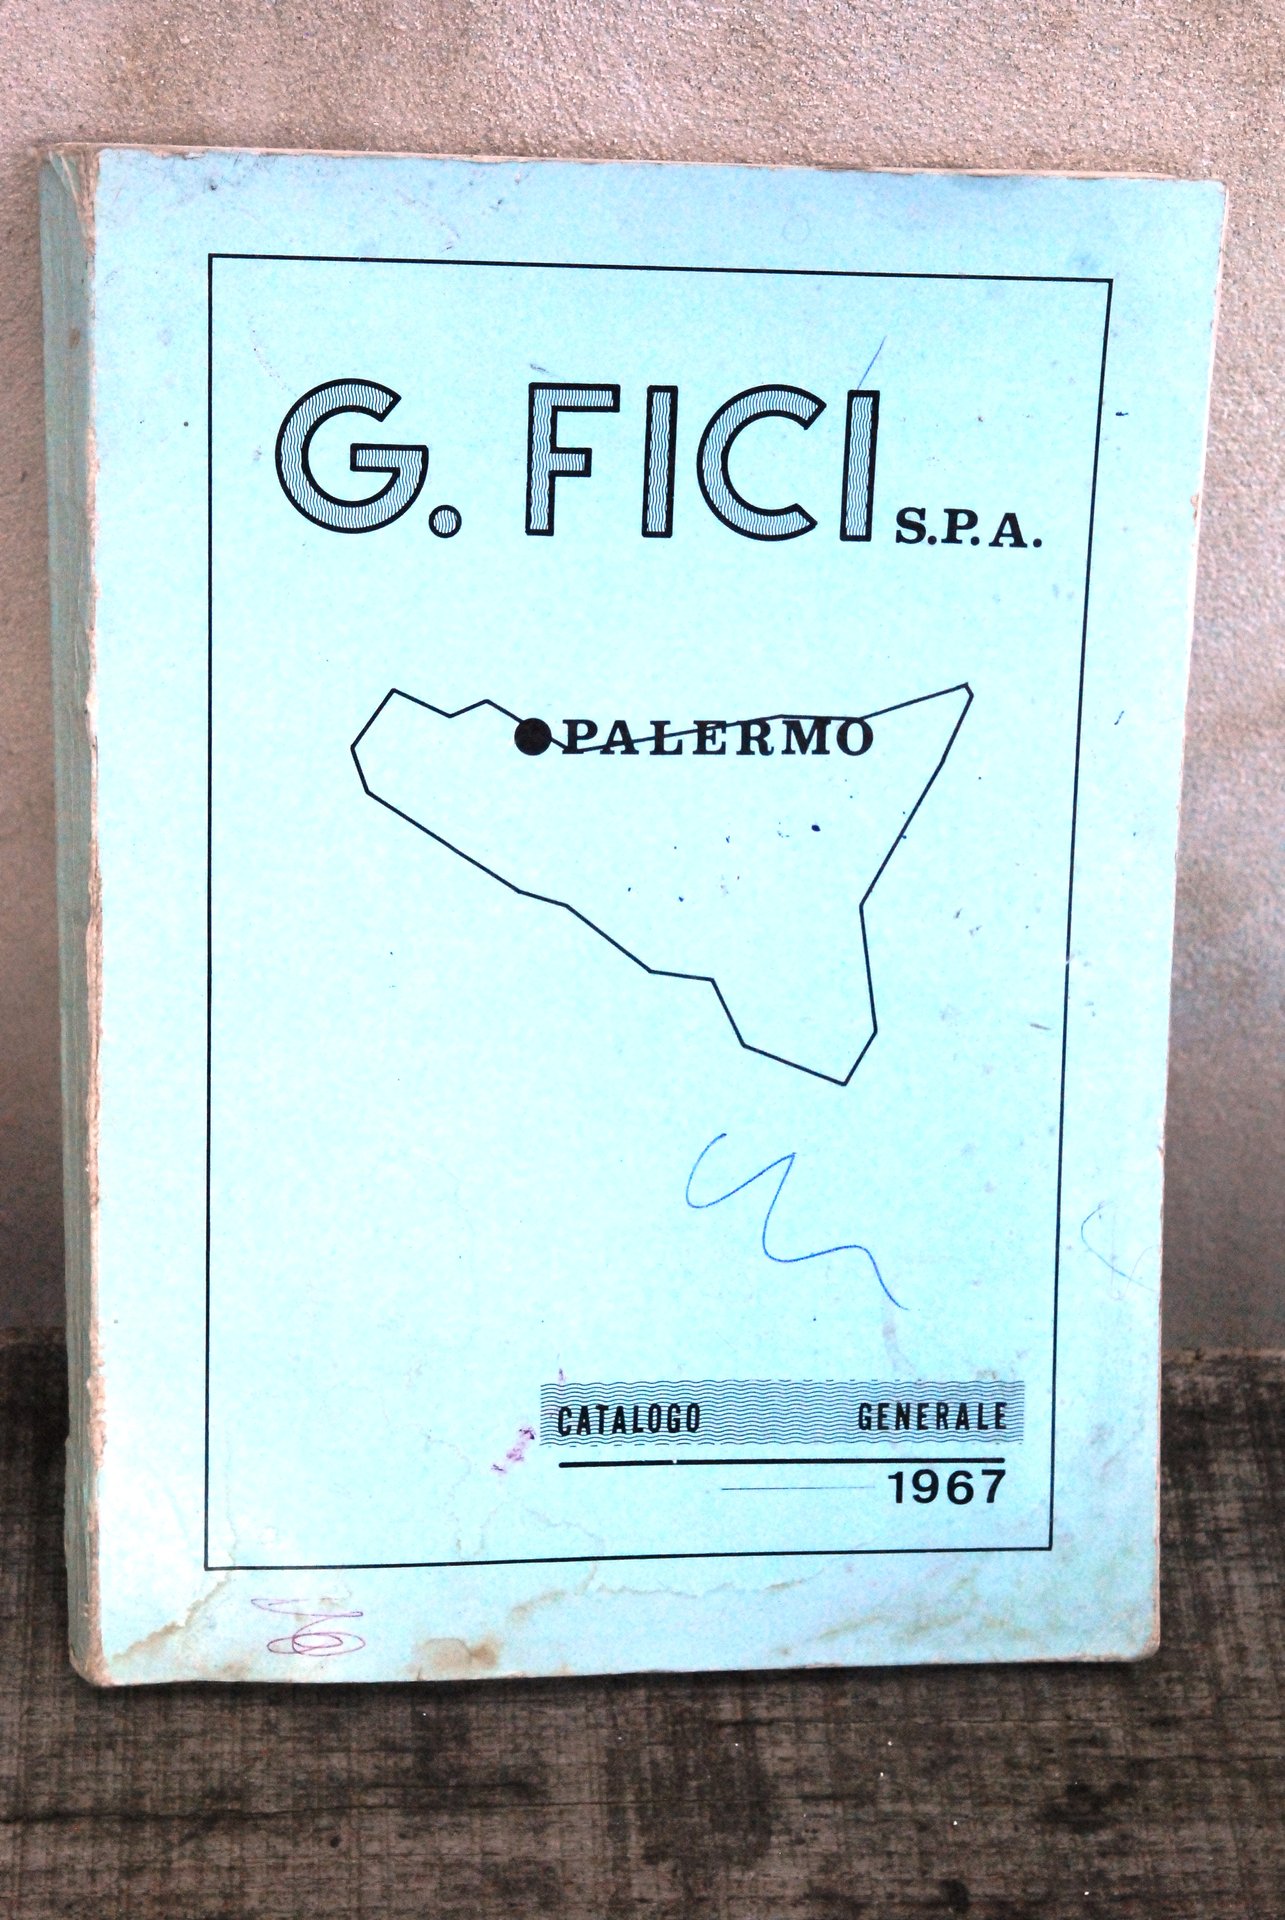 G. FICI S.P.A.
PALERMO
CATALOGO GENERALE
1967